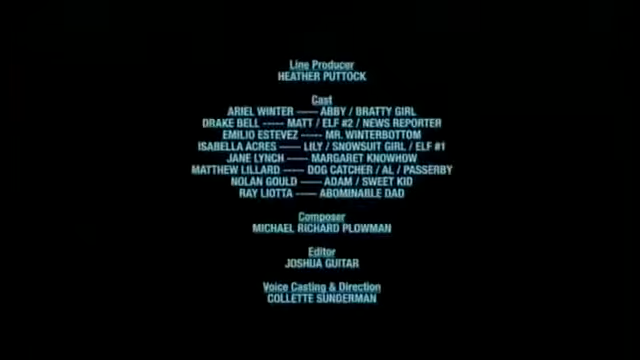 Line Producer
HEATHER PUTTOCK
Cast
ARIEL WINTER ----- ABBY / BRATTY GIRL
DRAKE BELL ----- MATT / ELF #2 / NEWS REPORTER
EMILIO ESTEVEZ ----- MR. WINTERBOTTOM
ISABELLA ACRES ----- LILY / SNOWSUIT GIRL / ELF #1
JANE LYNCH ----- MARGARET KNOWHOW
MATTHEW LILLARD ----- DOG CATCHER / AL / PASSERBY
NOLAN GOULD ----- ADAM / SWEET KID
RAY LIOTTA ----- ABOMINABLE DAD
Composer
MICHAEL RICHARD PLOWMAN
Editor
JOSHUA GUITAR
Voice Casting & Direction
COLLETTE SUNDERMAN